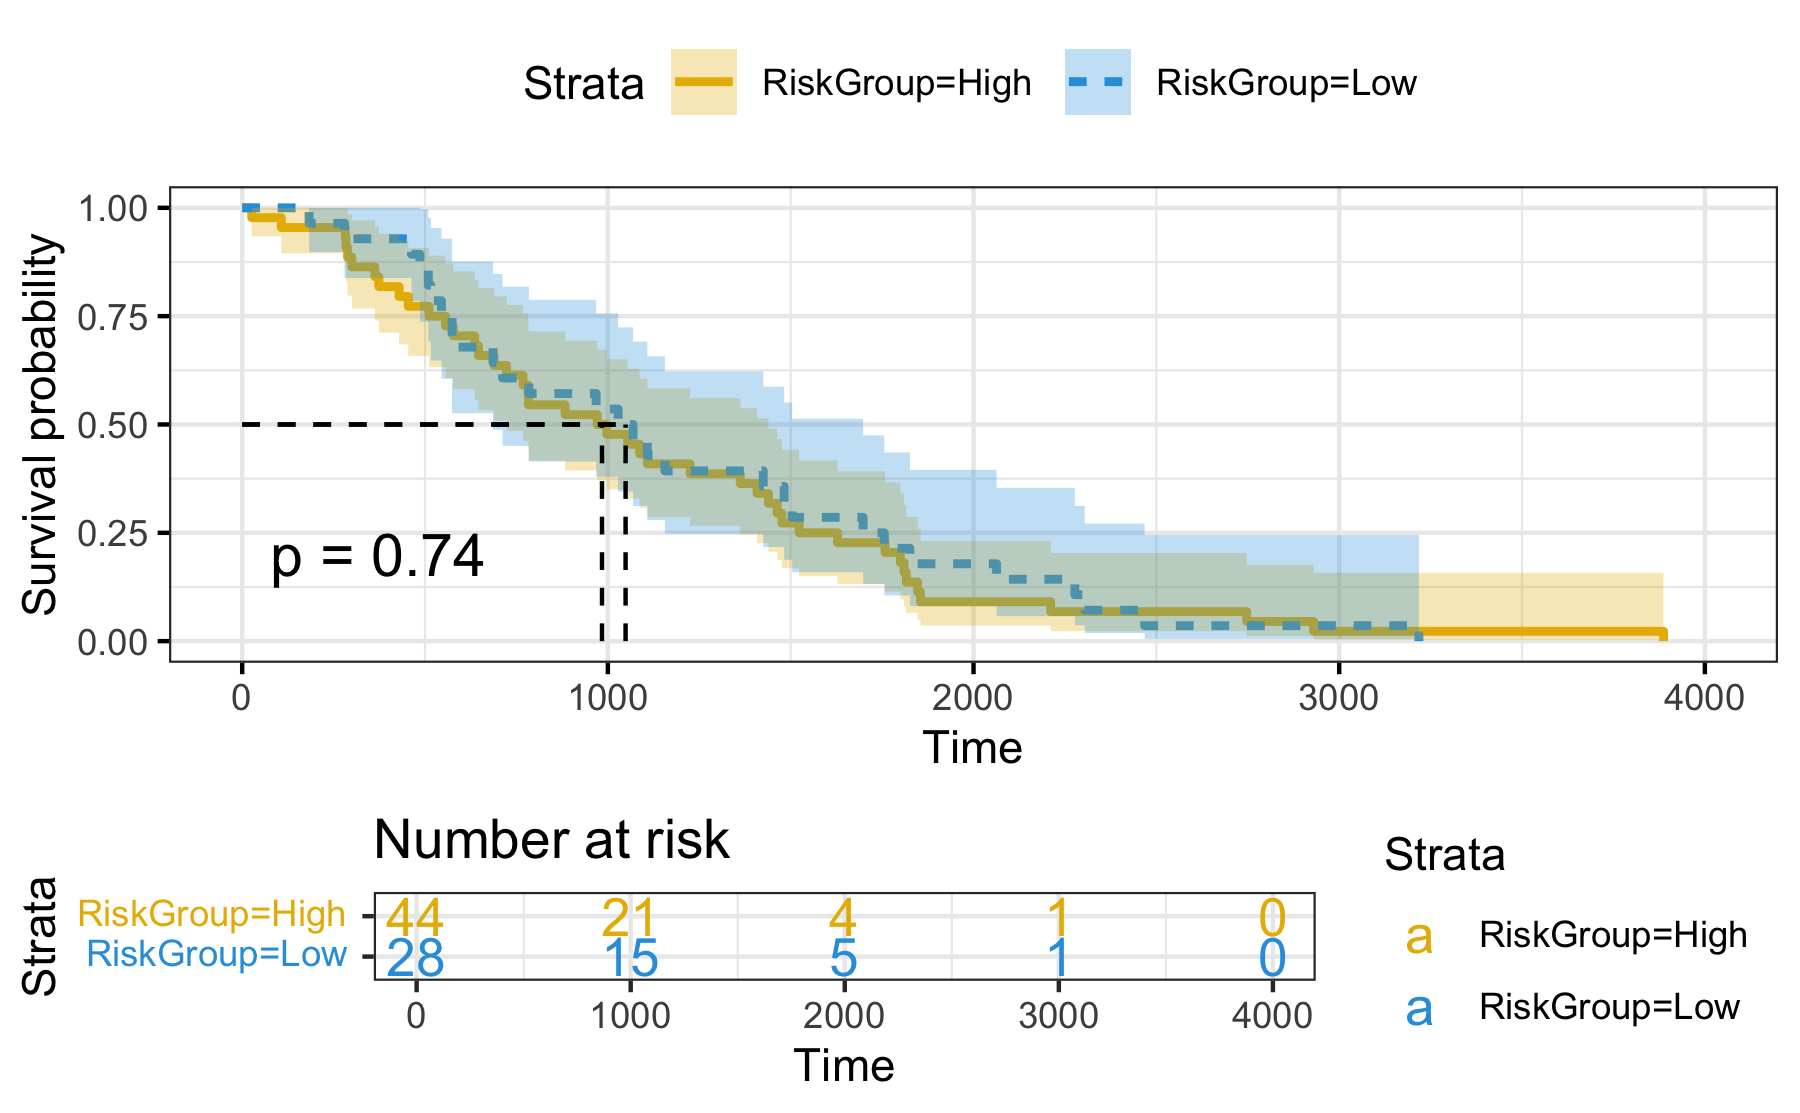 Strata RiskGroup=High RiskGroup=Low
Survival probability
1.00
0.75
0.50
0.25
0.00
p = 0.74
0 1000 2000 3000 4000
Time
Number at risk
Strata
RiskGroup=High 44 21 4 1 0
RiskGroup=Low 28 15 5 1 0
0 1000 2000 3000 4000
Time
Strata
a RiskGroup=High
a RiskGroup=Low